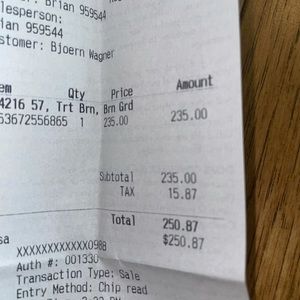 : Brian 959544
lesperson:
ian 959544
stomer: Bjoern Wagner
em Qty Price Amount
4216 57, Trt Brn, Brn Grd
53672556865 1 235.00 235.00
Subtotal 235.00
TAX 15.87
Total 250.87
sa $250.87
XXXXXXXXXXXX0988
Auth #: 001330
Transaction Type: Sale
Entry Method: Chip read